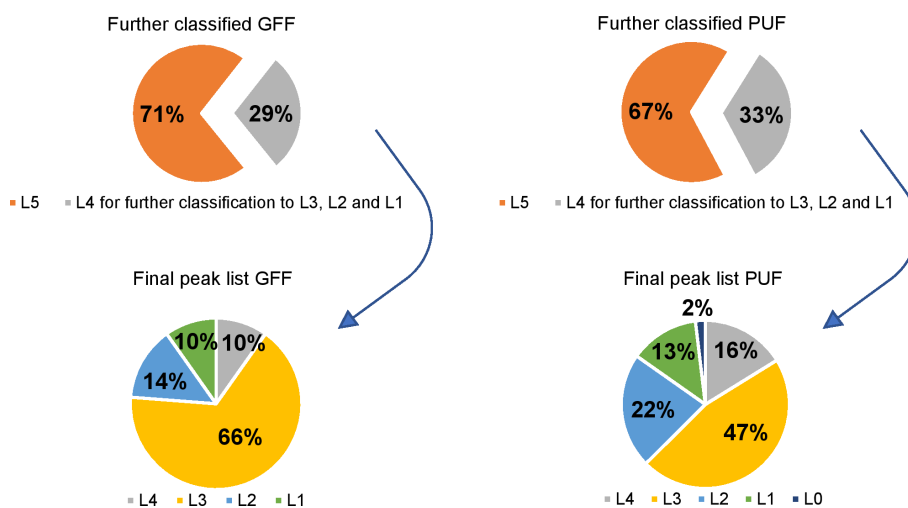 Further classified GFF
71%
29%
L5 L4 for further classification to L3, L2 and L1
Final peak list GFF
10%
10%
14%
66%
L4 L3 L2 L1
Further classified PUF
67%
33%
L5 L4 for further classification to L3, L2 and L1
Final peak list PUF
2%
13%
16%
22%
47%
L4 L3 L2 L1 L0